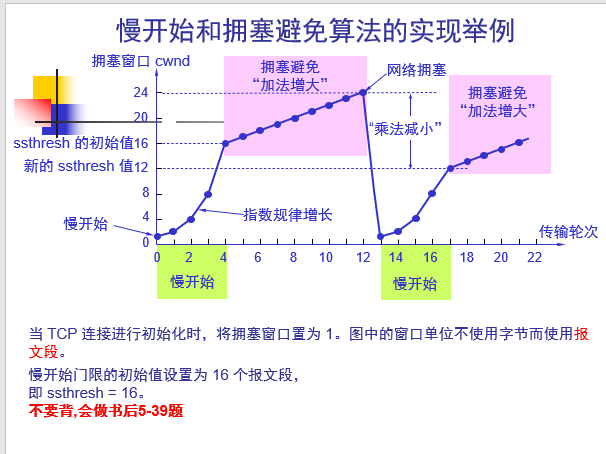 慢开始和拥塞避免算法的实现举例
拥塞窗口 cwnd
拥塞避免
“加法增大”
网络拥塞
拥塞避免
“加法增大”
24
20
“乘法减小”
ssthresh 的初始值16
新的 ssthresh 值12
8
4
0
慢开始
指数规律增长
传输轮次
0 2 4 6 8 10 12 14 16 18 20 22
慢开始
慢开始
当 TCP 连接进行初始化时，将拥塞窗口置为 1。图中的窗口单位不使用字节而使用报
文段。
慢开始门限的初始值设置为 16 个报文段，
即 ssthresh = 16。
不要背,会做书后5-39题